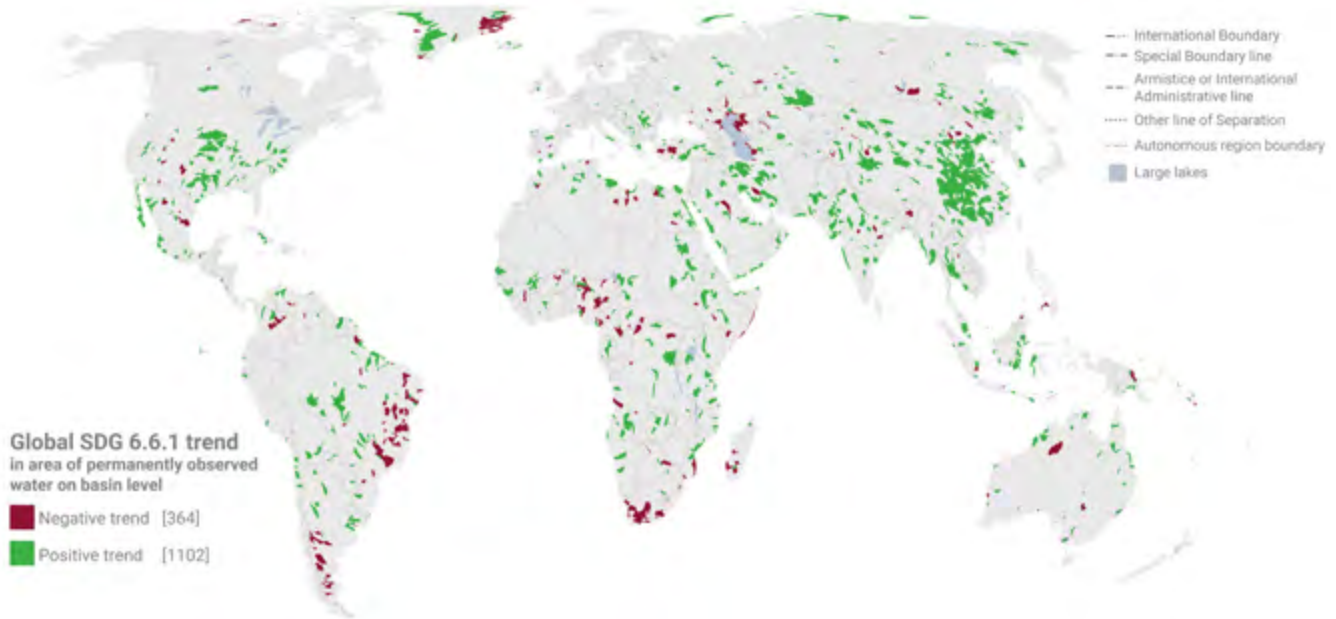 International Boundary
Special Boundary line
Armistice or International
Administrative line
Other line of Separation
Autonomous region boundary
Large lakes
Global SDG 6.6.1 trend
in area of permanently observed
water on basin level
Negative trend [364]
Positive trend [1102]